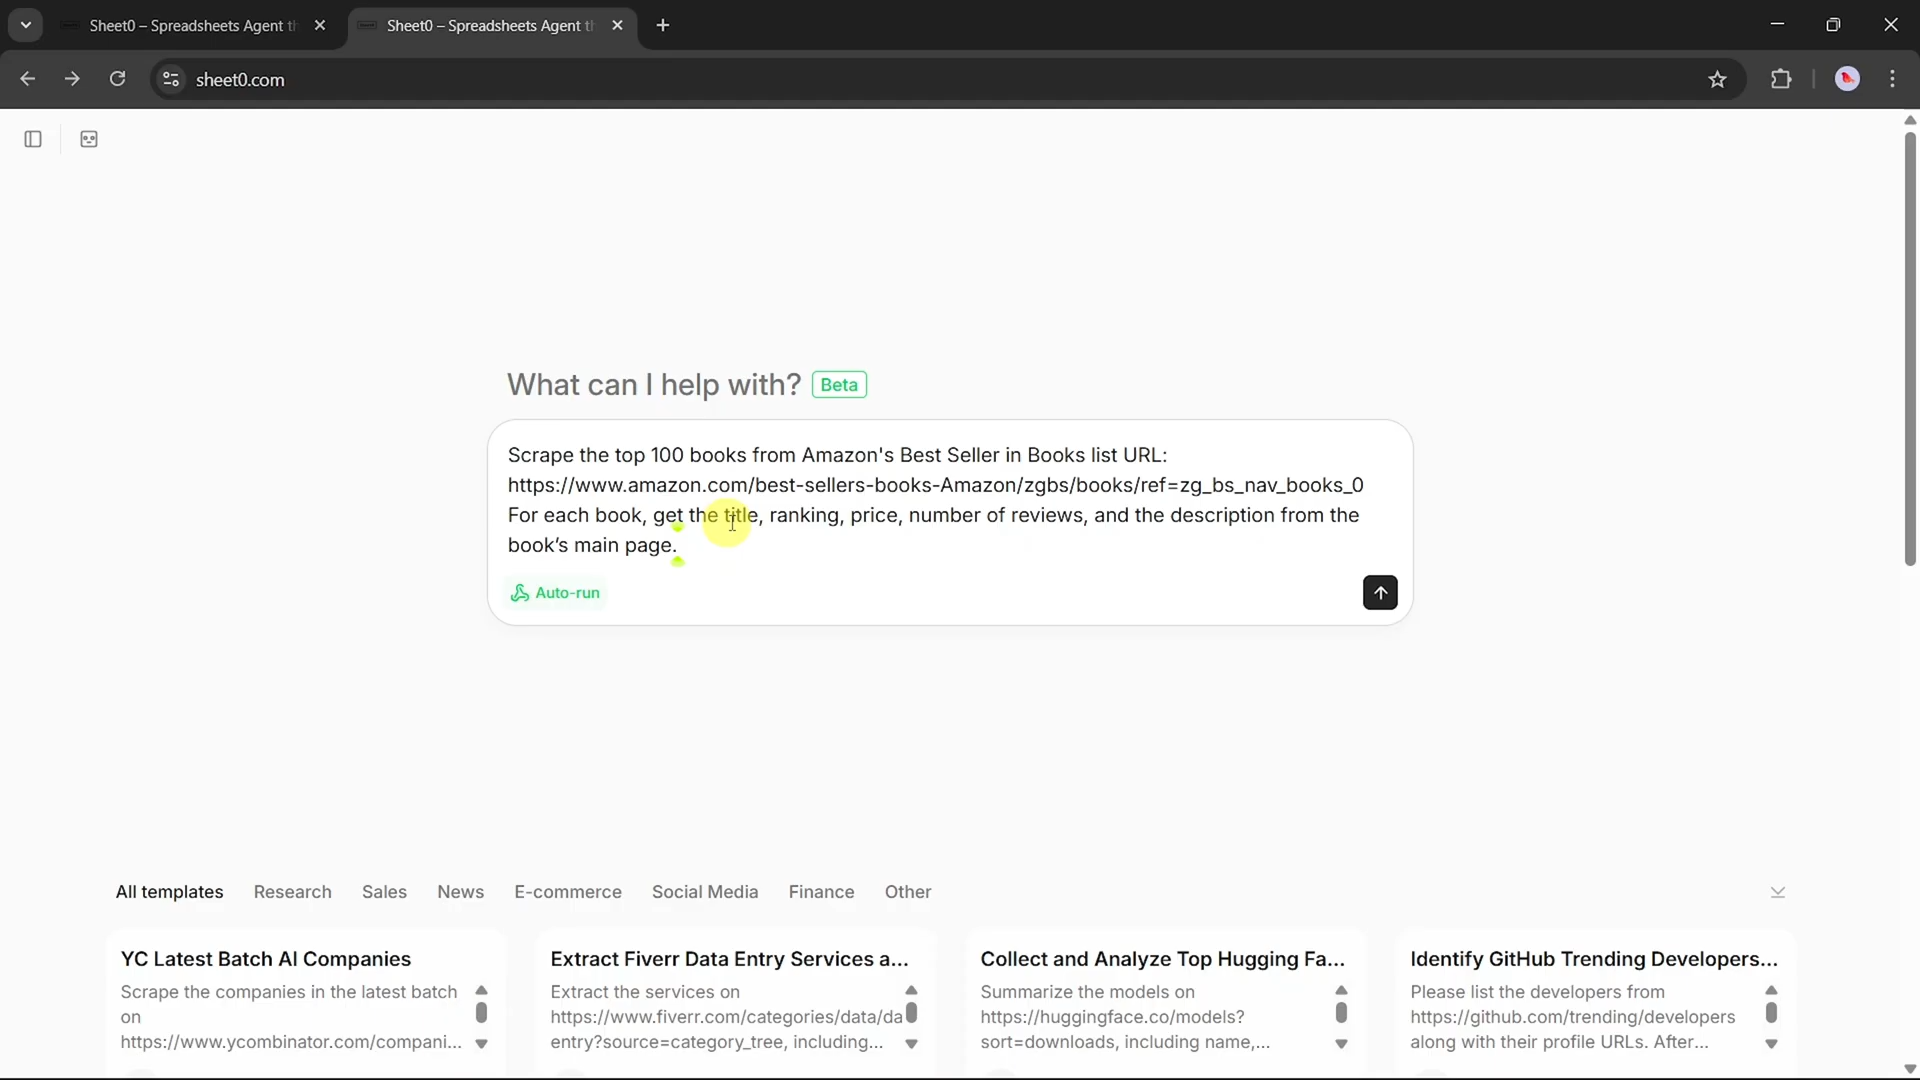 Sheet0 – Spreadsheets Agent th
Sheet0 – Spreadsheets Agent th
sheet0.com
What can I help with? Beta
Scrape the top 100 books from Amazon's Best Seller in Books list URL:
https://www.amazon.com/best-sellers-books-Amazon/zgbs/books/ref=zg_bs_nav_books_0
For each book, get the title, ranking, price, number of reviews, and the description from the
book’s main page.
Auto-run
All templates Research Sales News E-commerce Social Media Finance Other
YC Latest Batch AI Companies
Scrape the companies in the latest batch
on
https://www.ycombinator.com/compani...
Extract Fiverr Data Entry Services a...
Extract the services on
https://www.fiverr.com/categories/data/da
entry?source=category_tree, including...
Collect and Analyze Top Hugging Fa...
Summarize the models on
https://huggingface.co/models?
sort=downloads, including name,...
Identify GitHub Trending Developers...
Please list the developers from
https://github.com/trending/developers
along with their profile URLs. After...